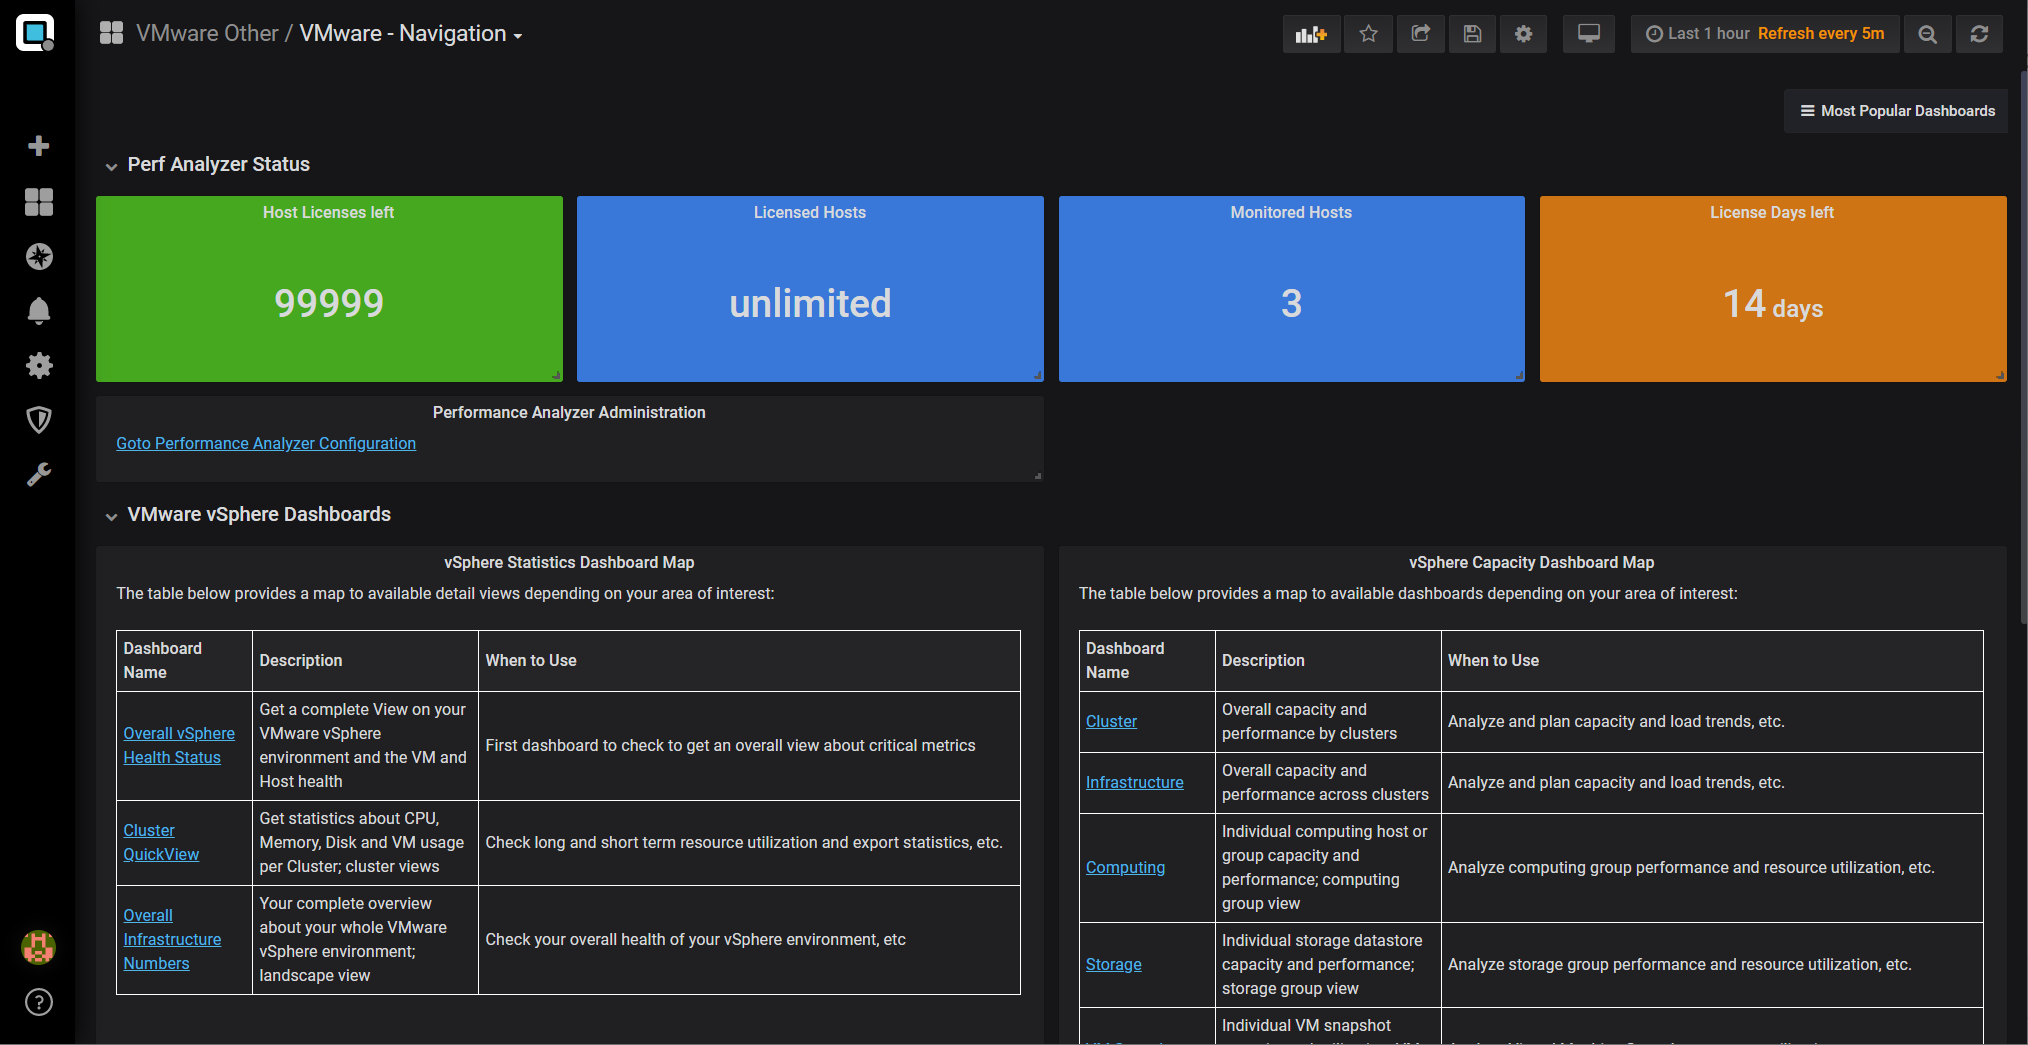 VMware Other / VMware - Navigation
Last 1 hour Refresh every 5m
Most Popular Dashboards
Perf Analyzer Status
Host Licenses left
99999
Licensed Hosts
unlimited
Monitored Hosts
3
License Days left
14 days
Performance Analyzer Administration
Goto Performance Analyzer Configuration
VMware vSphere Dashboards
vSphere Statistics Dashboard Map
The table below provides a map to available detail views depending on your area of interest:
Dashboard
Name
Description
When to Use
Overall vSphere
Health Status
Get a complete View on your
VMware vSphere
environment and the VM and
Host health
First dashboard to check to get an overall view about critical metrics
Cluster
QuickView
Get statistics about CPU,
Memory, Disk and VM usage
per Cluster; cluster views
Check long and short term resource utilization and export statistics, etc.
Overall
Infrastructure
Numbers
Your complete overview
about your whole VMware
vSphere environment;
landscape view
Check your overall health of your vSphere environment, etc
vSphere Capacity Dashboard Map
The table below provides a map to available dashboards depending on your area of interest:
Dashboard
Name
Description
When to Use
Cluster
Overall capacity and
performance by clusters
Analyze and plan capacity and load trends, etc.
Infrastructure
Overall capacity and
performance across clusters
Analyze and plan capacity and load trends, etc.
Computing
Individual computing host or
group capacity and
performance; computing
group view
Analyze computing group performance and resource utilization, etc.
Storage
Individual storage datastore
capacity and performance;
storage group view
Analyze storage group performance and resource utilization, etc.
Individual VM snapshot